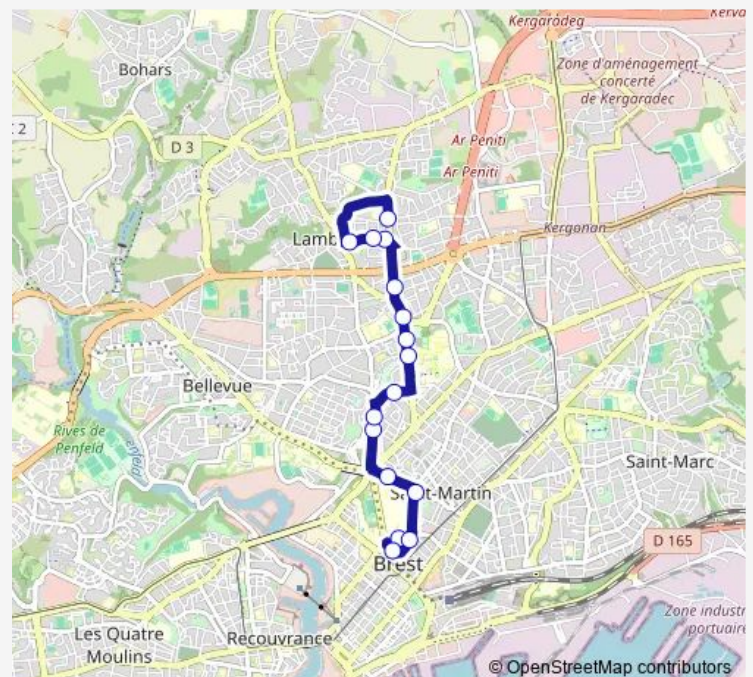 Kergaradeg
Bohars
Zone d'aménagement
concerté
de Kergaradec
2
D 3
Ar Peniti
Ar Peniti
Lamb
Kergonan
Bellevue
Rives de
Penfeld
enfeld
Saint-Marc
Saint-Martin
D 165
Brest
Les Quatre
Moulins
Recouvrance
Zone industr
portuaire
© OpenStreetMap contributors